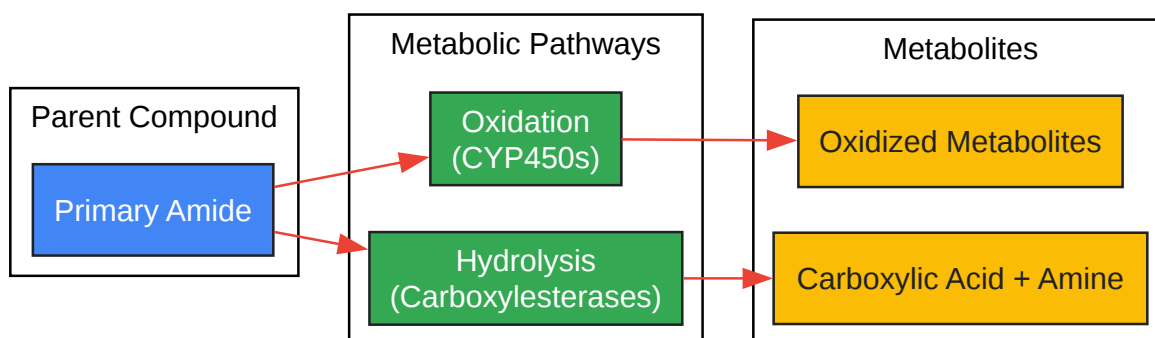 Parent Compound
Primary Amide
Metabolic Pathways
Oxidation
(CYP450s)
Hydrolysis
(Carboxylesterases)
Metabolites
Oxidized Metabolites
Carboxylic Acid + Amine